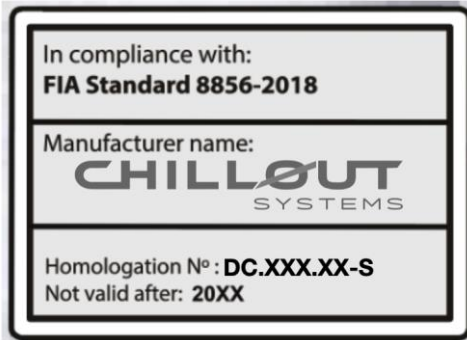 In compliance with:
FIA Standard 8856-2018
Manufacturer name:
CHILLOUT
SYSTEMS
Homologation Nº : DC.XXX.XX-S
Not valid after: 20XX